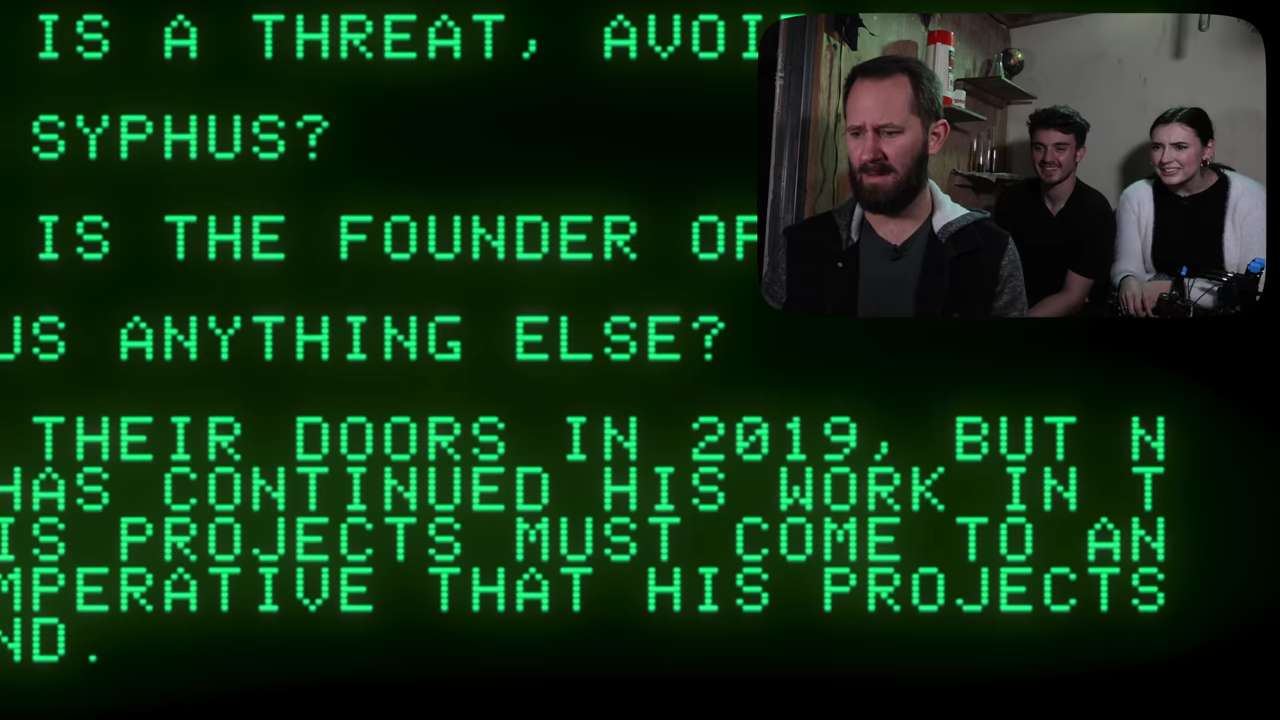 IS A THREAT, AVOI
SYPHUS?
IS THE FOUNDER OF
US ANYTHING ELSE?
THEIR DOORS IN 2019, BUT N
HAS CONTINUED HIS WORK IN T
IS PROJECTS MUST COME TO AN
MPERATIVE THAT HIS PROJECTS
ND.